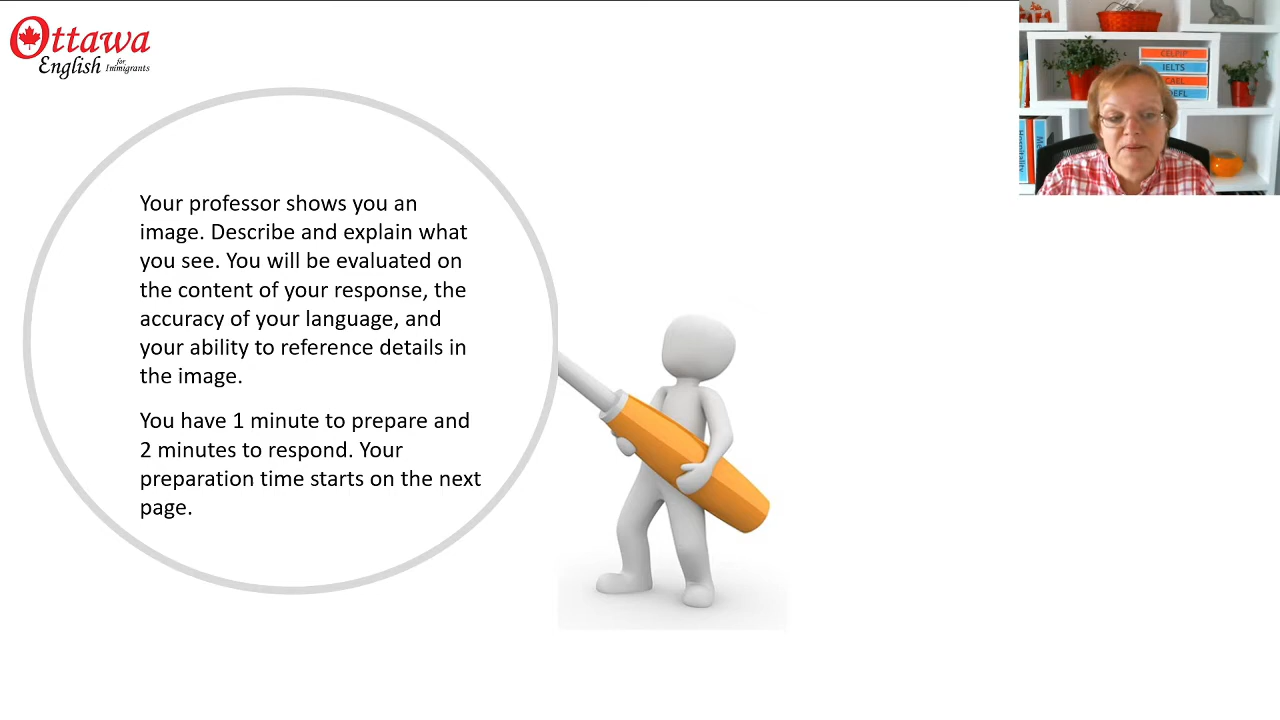 Ottawa
English for Immigrants
Your professor shows you an
image. Describe and explain what
you see. You will be evaluated on
the content of your response, the
accuracy of your language, and
your ability to reference details in
the image.
You have 1 minute to prepare and
2 minutes to respond. Your
preparation time starts on the next
page.
CELPIP
IELTS
CAEL
Hospitality